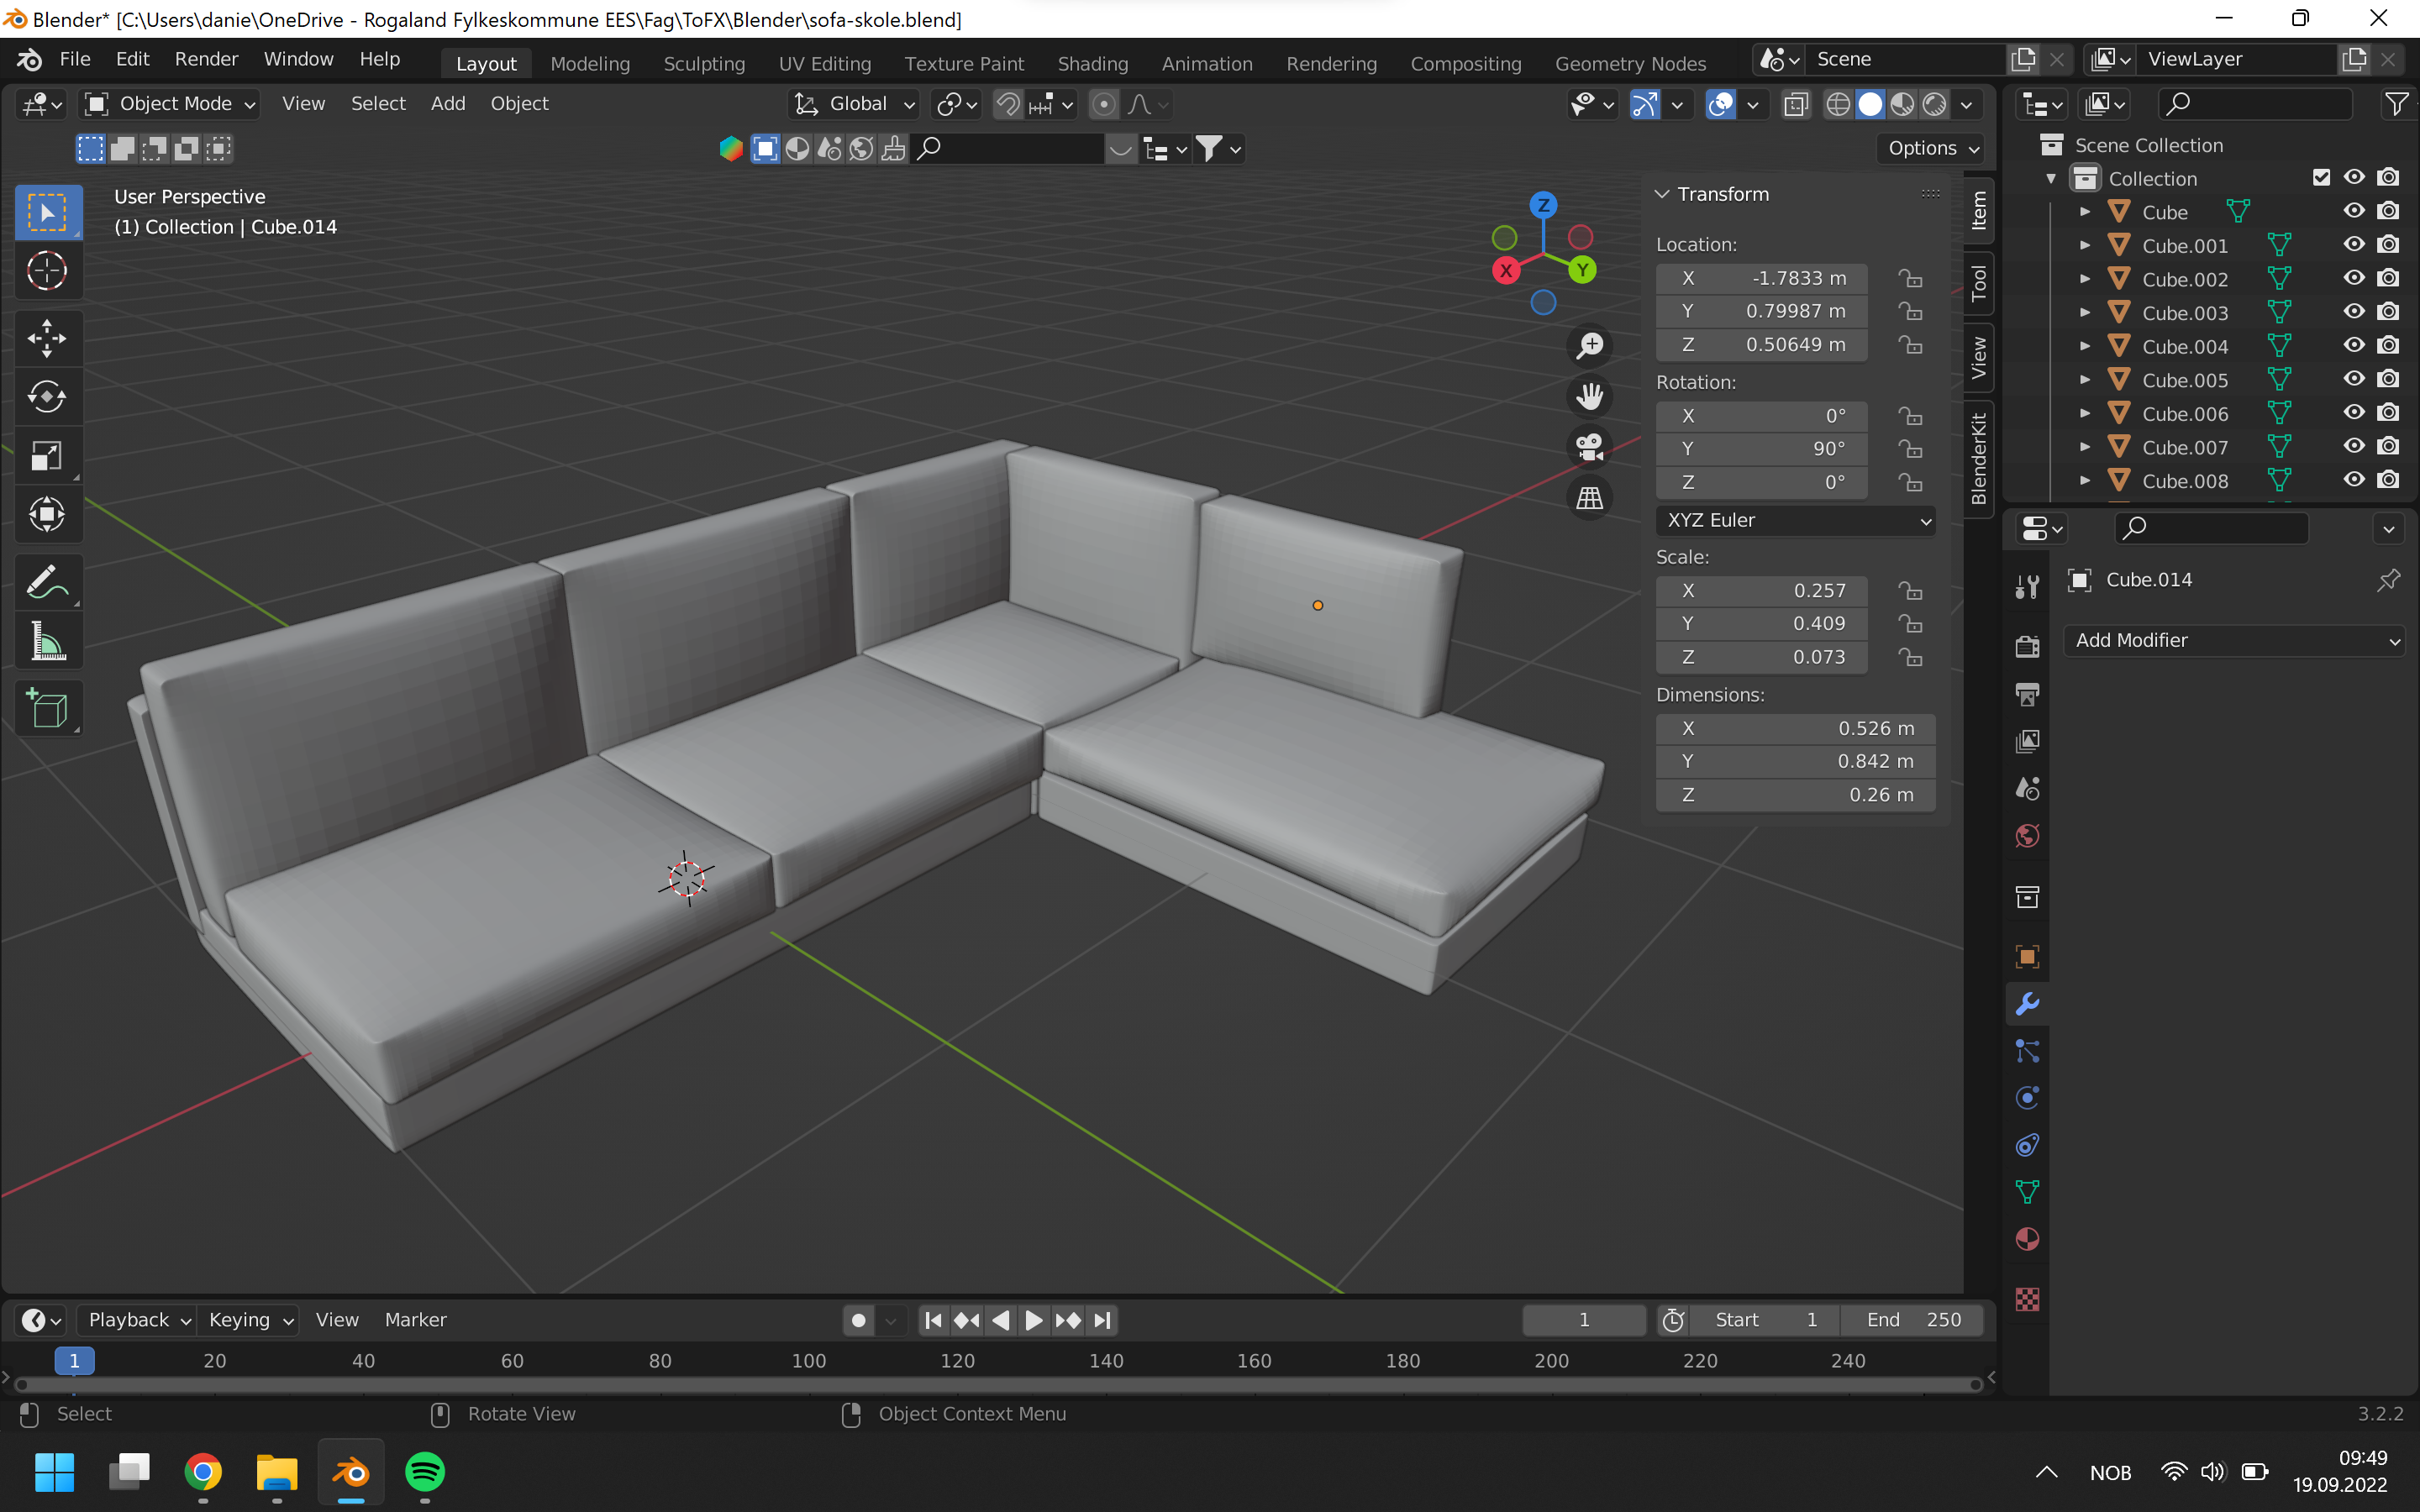 Blender* [C:\Users\danie\OneDrive - Rogaland Fylkeskommune EES\Fag\ToFX\Blender\sofa-skole.blend]
File Edit Render Window Help Layout Modeling Sculpting UV Editing Texture Paint Shading Animation Rendering Compositing Geometry Nodes Scene ViewLayer
Object Mode View Select Add Object Global
Options
User Perspective
(1) Collection | Cube.014
Z
X
Y
Transform
Location:
X -1.7833 m
Y 0.79987 m
Z 0.50649 m
Rotation:
X 0°
Y 90°
Z 0°
XYZ Euler
Scale:
X 0.257
Y 0.409
Z 0.073
Dimensions:
X 0.526 m
Y 0.842 m
Z 0.26 m
Item
Tool
View
BlenderKit
Scene Collection
Collection
Cube
Cube.001
Cube.002
Cube.003
Cube.004
Cube.005
Cube.006
Cube.007
Cube.008
Cube.014
Add Modifier
Playback Keying View Marker 1 Start 1 End 250
1 20 40 60 80 100 120 140 160 180 200 220 240
Select Rotate View Object Context Menu 3.2.2
NOB
09:49
19.09.2022